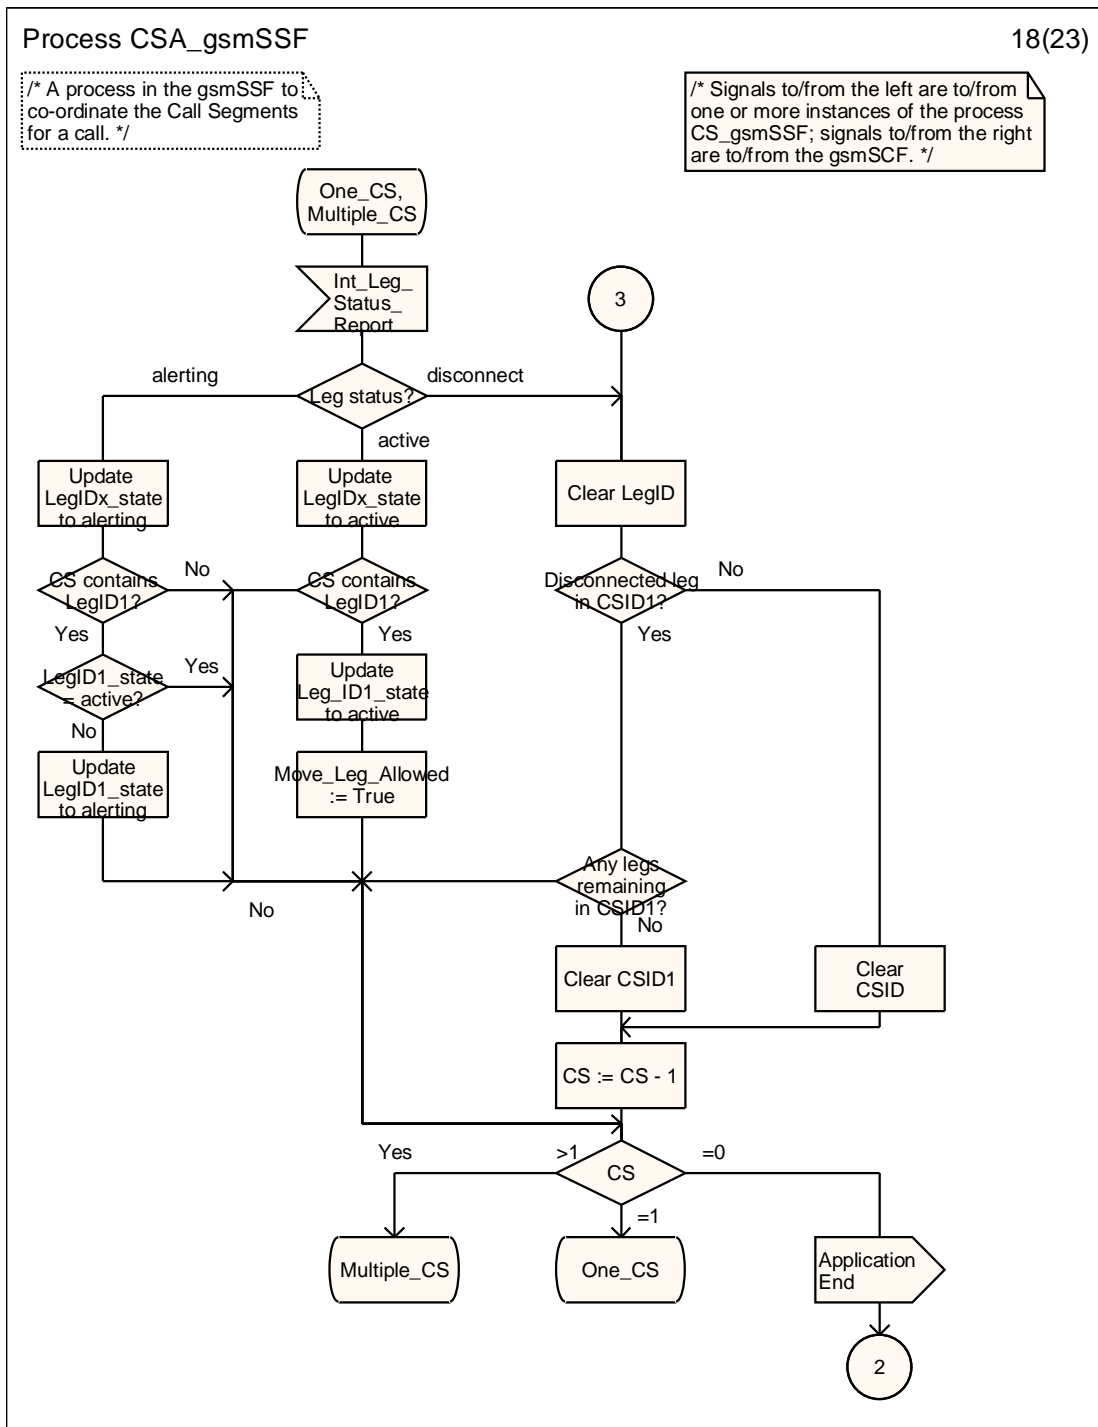 Process CSA_gsmSSF
18(23)
/* A process in the gsmSSF to
co-ordinate the Call Segments
for a call. */
/* Signals to/from the left are to/from
one or more instances of the process
CS_gsmSSF; signals to/from the right
are to/from the gsmSCF. */
One_CS,
Multiple_CS
Int_Leg_
Status_
Report
3
alerting
Leg status?
disconnect
active
Update
LegIDx_state
to alerting
Update
LegIDx_state
to active
Clear LegID
CS contains
LegID1?
No
CS contains
LegID1?
Disconnected leg
in CSID1?
No
Yes
Yes
Yes
LegID1_state
= active?
Yes
Update
Leg_ID1_state
to active
No
Update
LegID1_state
to alerting
Move_Leg_Allowed
:= True
Any legs
remaining
in CSID1?
No
No
Clear CSID1
Clear
CSID
CS := CS - 1
Yes
>1
CS
=0
=1
Multiple_CS
One_CS
Application
End
2